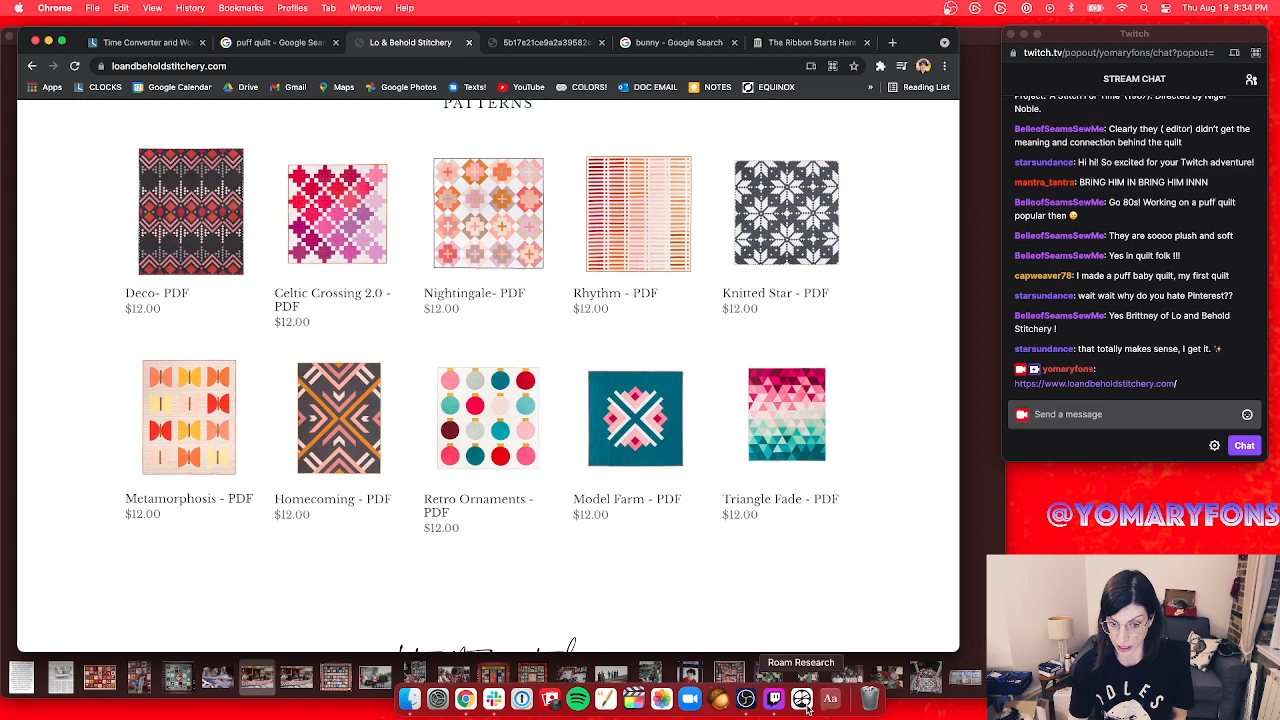 Chrome File Edit View History Bookmarks Profiles Tab Window Help
Thu Aug 19 8:34 PM
Time Converter and Wo
puff quilt - Google Sea
Lo & Behold Stitchery
5b17e21ce9a2a39582e
bunny - Google Search
The Ribbon Starts Here
loandbeholdstitchery.com
Apps CLOCKS Google Calendar Drive Gmail Maps Google Photos Texts! YouTube COLORS! DOC EMAIL NOTES EQUINOX » Reading List
PATTERNS
Deco- PDF
$12.00
Celtic Crossing 2.0 -
PDF
$12.00
Nightingale- PDF
$12.00
Rhythm - PDF
$12.00
Knitted Star - PDF
$12.00
Metamorphosis - PDF
$12.00
Homecoming - PDF
$12.00
Retro Ornaments -
PDF
$12.00
Model Farm - PDF
$12.00
Triangle Fade - PDF
$12.00
Roam Research
Aa
Twitch
twitch.tv/popout/yomaryfons/chat?popout=
STREAM CHAT
Project: "A Stitch For Time" (1987). Directed by Nigel
Noble.
BelleofSeamsSewMe: Clearly they ( editor) didn't get the
meaning and connection behind the quilt
starsundance: Hi hi! So excited for your Twitch adventure!
mantra_tantra: BRING HIM IN BRING HIM INNN
BelleofSeamsSewMe: So 80s! Working on a puff quilt
popular then
BelleofSeamsSewMe: They are soooo plush and soft
BelleofSeamsSewMe: Yes in quilt folk !!!
capweaver78: I made a puff baby quilt, my first quilt
starsundance: wait wait why do you hate Pinterest??
BelleofSeamsSewMe: Yes Brittney of Lo and Behold
Stitchery !
starsundance: that totally makes sense, I get it.
yomaryfons:
https://www.loandbeholdstitchery.com/
Send a message
Chat
@YOMARYFONS